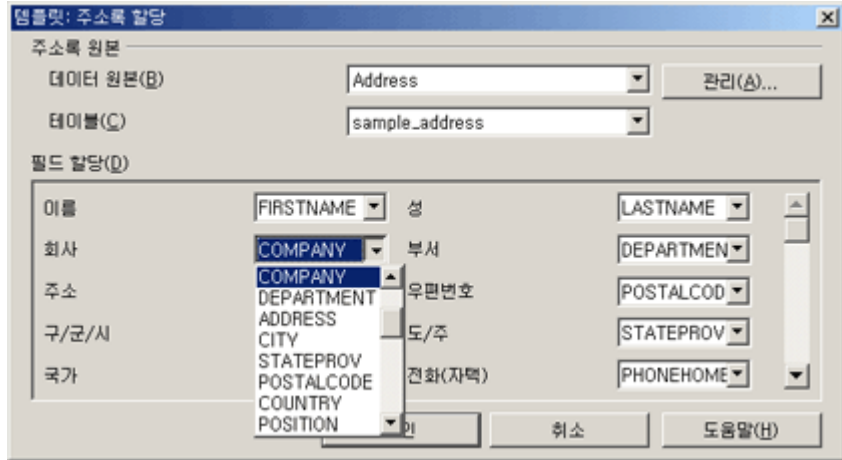 템플릿: 주소록 할당
주소록 원본
데이터 원본(B) Address 관리(A)...
테이블(C) sample_address
필드 할당(D)
이름 FIRSTNAME 성 LASTNAME
회사 COMPANY 부서 DEPARTMEN
COMPANY
주소 DEPARTMENT 우편번호 POSTALCOD
ADDRESS
구/군/시 CITY 도/주 STATEPROV
STATEPROV
국가 POSTALCODE 전화(자택) PHONEHOME
COUNTRY
POSITION
취소 도움말(H)